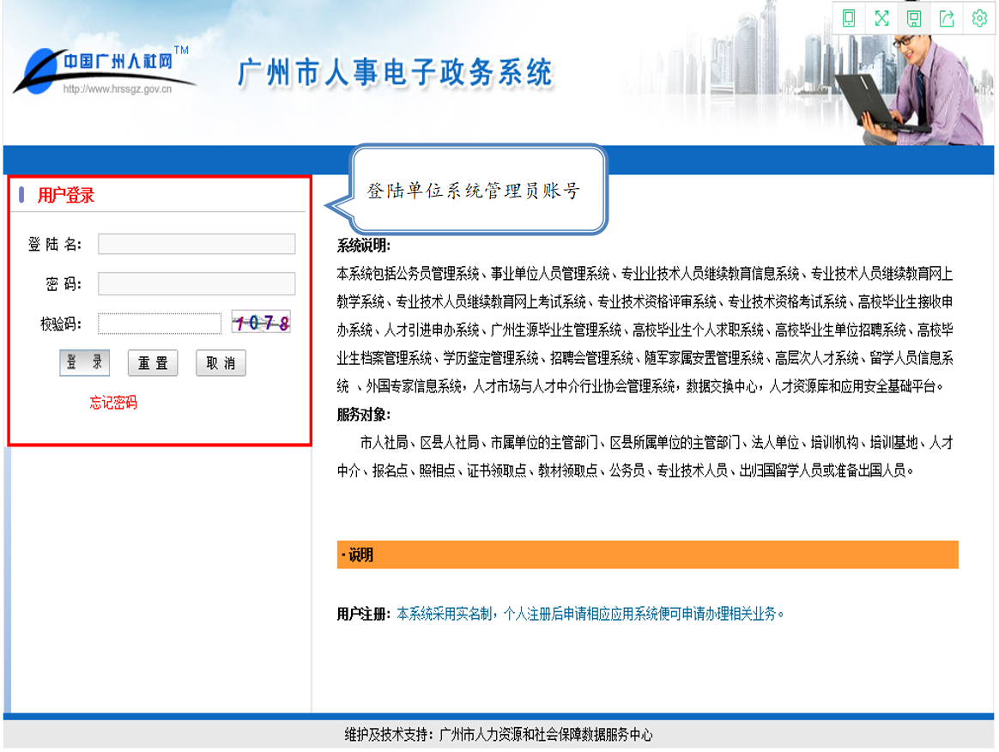 中国广州人社网TM
http://www.hrssgz.gov.cn
广州市人事电子政务系统
登陆单位系统管理员账号
用户登录
登 陆 名：
密 码：
校验码：
1078
登 录 重 置 取 消
忘记密码
系统说明：
本系统包括公务员管理系统、事业单位人员管理系统、专业业技术人员继续教育信息系统、专业技术人员继续教育网上
教学系统、专业技术人员继续教育网上考试系统、专业技术资格评审系统、专业技术资格考试系统、高校毕业生接收申
办系统、人才引进申办系统、广州生源毕业生管理系统、高校毕业生个人求职系统、高校毕业生单位招聘系统、高校毕
业生档案管理系统、学历鉴定管理系统、招聘会管理系统、随军家属安置管理系统、高层次人才系统、留学人员信息系
统 、外国专家信息系统，人才市场与人才中介行业协会管理系统，数据交换中心，人才资源库和应用安全基础平台。
服务对象：
市人社局、区县人社局、市属单位的主管部门、区县所属单位的主管部门、法人单位、培训机构、培训基地、人才
中介、报名点、照相点、证书领取点、教材领取点、公务员、专业技术人员、出归国留学人员或准备出国人员。
·说明
用户注册：本系统采用实名制，个人注册后申请相应应用系统便可申请办理相关业务。
维护及技术支持：广州市人力资源和社会保障数据服务中心